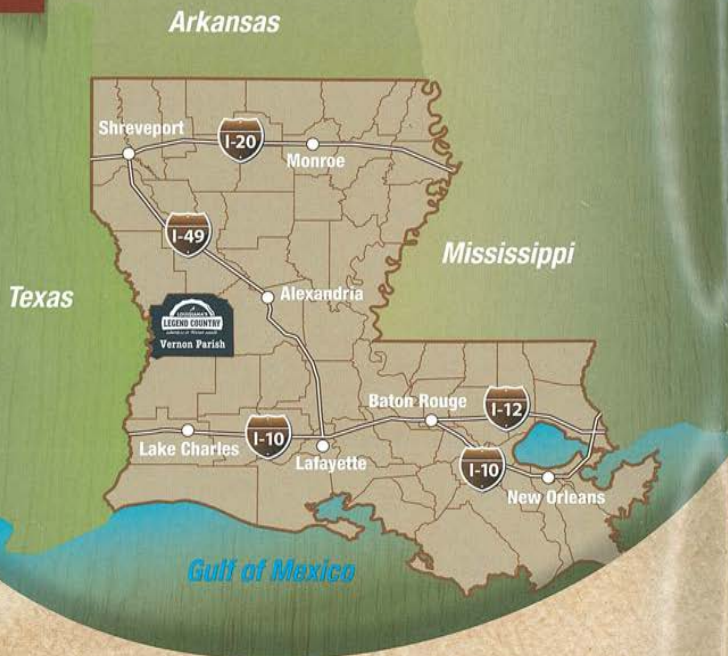 Arkansas
Shreveport
I-20
Monroe
I-49
Mississippi
Texas
Alexandria
LOUISIANA'S
LEGEND COUNTRY
Vernon Parish
Baton Rouge
I-12
I-10
Lake Charles
Lafayette
I-10
New Orleans
Gulf of Mexico